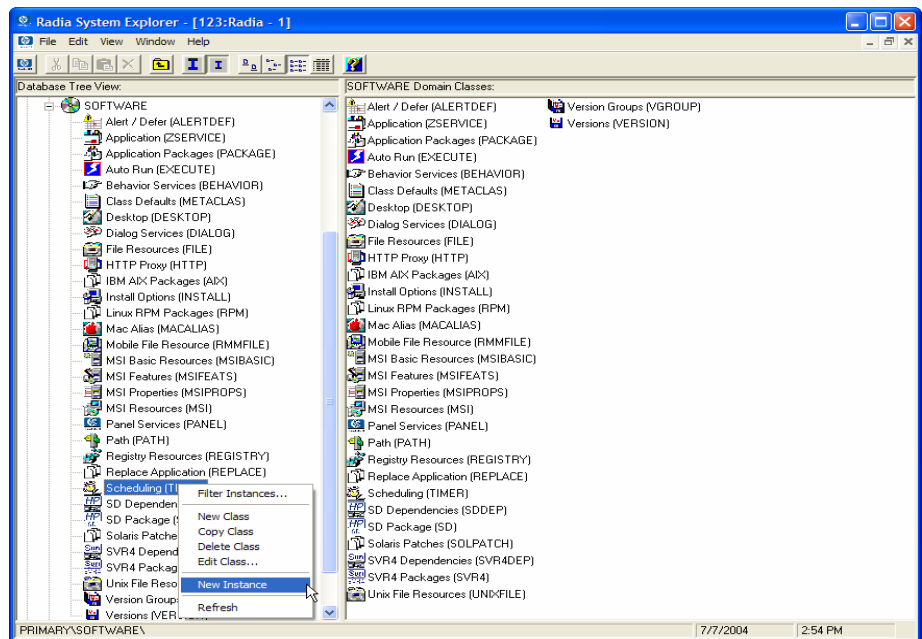 Radia System Explorer - [123:Radia - 1]
File Edit View Window Help
Database Tree View:
SOFTWARE
Alert / Defer (ALERTDEF)
Application (ZSERVICE)
Application Packages (PACKAGE)
Auto Run (EXECUTE)
Behavior Services (BEHAVIOR)
Class Defaults (METACLAS)
Desktop (DESKTOP)
Dialog Services (DIALOG)
File Resources (FILE)
HTTP Proxy (HTTP)
IBM AIX Packages (AIX)
Install Options (INSTALL)
Linux RPM Packages (RPM)
Mac Alias (MACALIAS)
Mobile File Resource (RMMFILE)
MSI Basic Resources (MSIBASIC)
MSI Features (MSIFEATS)
MSI Properties (MSIPROPS)
MSI Resources (MSI)
Panel Services (PANEL)
Path (PATH)
Registry Resources (REGISTRY)
Replace Application (REPLACE)
Scheduling (TI
SD Dependen
SD Package (
Solaris Patche
SVR4 Depend
SVR4 Packag
Unix File Reso
Version Group
Versions (VER
Filter Instances...
New Class
Copy Class
Delete Class
Edit Class...
New Instance
Refresh
SOFTWARE Domain Classes:
Alert / Defer (ALERTDEF)
Application (ZSERVICE)
Application Packages (PACKAGE)
Auto Run (EXECUTE)
Behavior Services (BEHAVIOR)
Class Defaults (METACLAS)
Desktop (DESKTOP)
Dialog Services (DIALOG)
File Resources (FILE)
HTTP Proxy (HTTP)
IBM AIX Packages (AIX)
Install Options (INSTALL)
Linux RPM Packages (RPM)
Mac Alias (MACALIAS)
Mobile File Resource (RMMFILE)
MSI Basic Resources (MSIBASIC)
MSI Features (MSIFEATS)
MSI Properties (MSIPROPS)
MSI Resources (MSI)
Panel Services (PANEL)
Path (PATH)
Registry Resources (REGISTRY)
Replace Application (REPLACE)
Scheduling (TIMER)
SD Dependencies (SDDEP)
SD Package (SD)
Solaris Patches (SOLPATCH)
SVR4 Dependencies (SVR4DEP)
SVR4 Packages (SVR4)
Unix File Resources (UNIXFILE)
Version Groups (VGROUP)
Versions (VERSION)
PRIMARY\SOFTWARE\
7/7/2004
2:54 PM